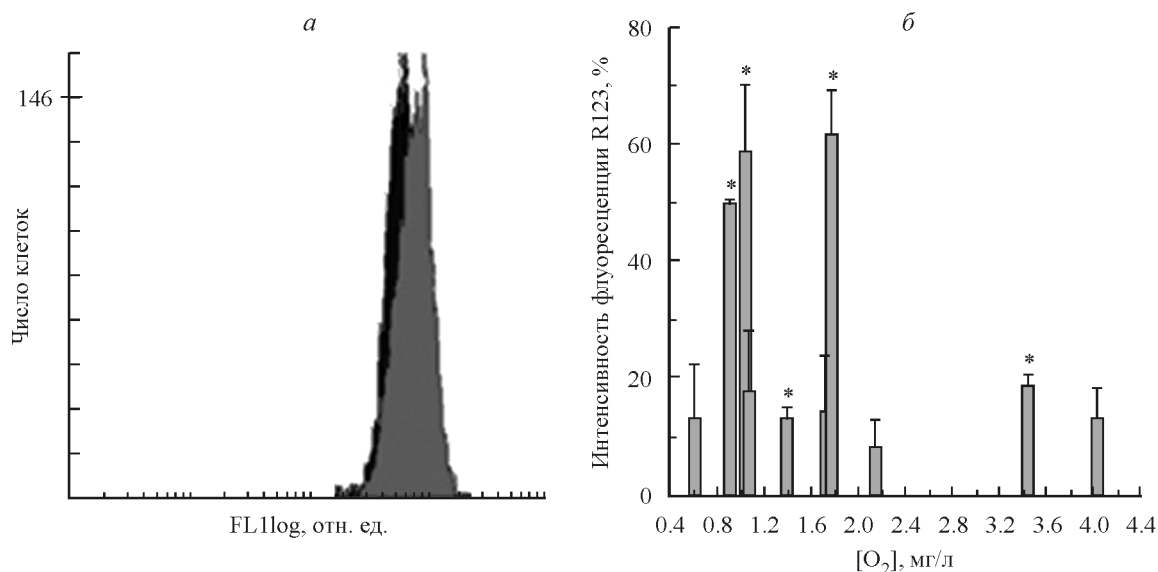 а
146
Число клеток
FL1log, отн. ед.
б
Интенсивность флуоресценции R123, %
80
60
40
20
0
*
*
*
*
*
0.4 0.8 1.2 1.6 2.0 2.4 2.8 3.2 3.6 4.0 4.4
[O₂], мг/л